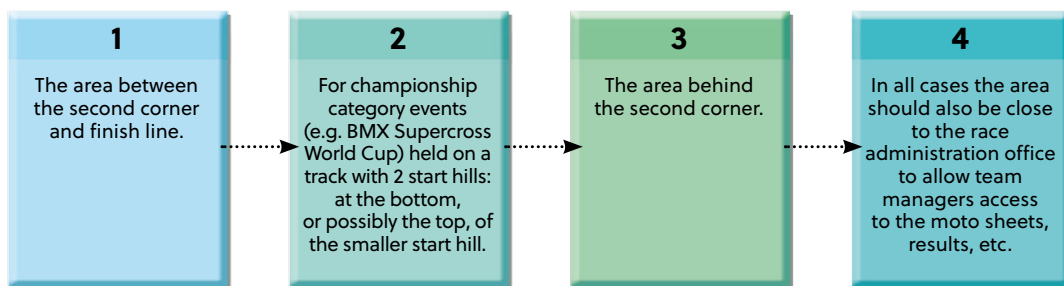 1
The area between
the second corner
and finish line.
2
For championship
category events
(e.g. BMX Supercross
World Cup) held on a
track with 2 start hills:
at the bottom,
or possibly the top, of
the smaller start hill.
3
The area behind
the second corner.
4
In all cases the area
should also be close
to the race
administration office
to allow team
managers access
to the moto sheets,
results, etc.